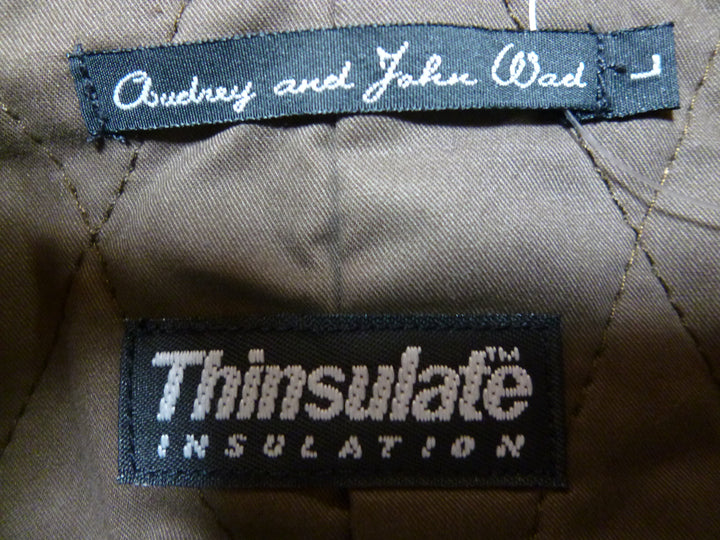 Audrey and John Wad
L
Thinsulate™
INSULATION